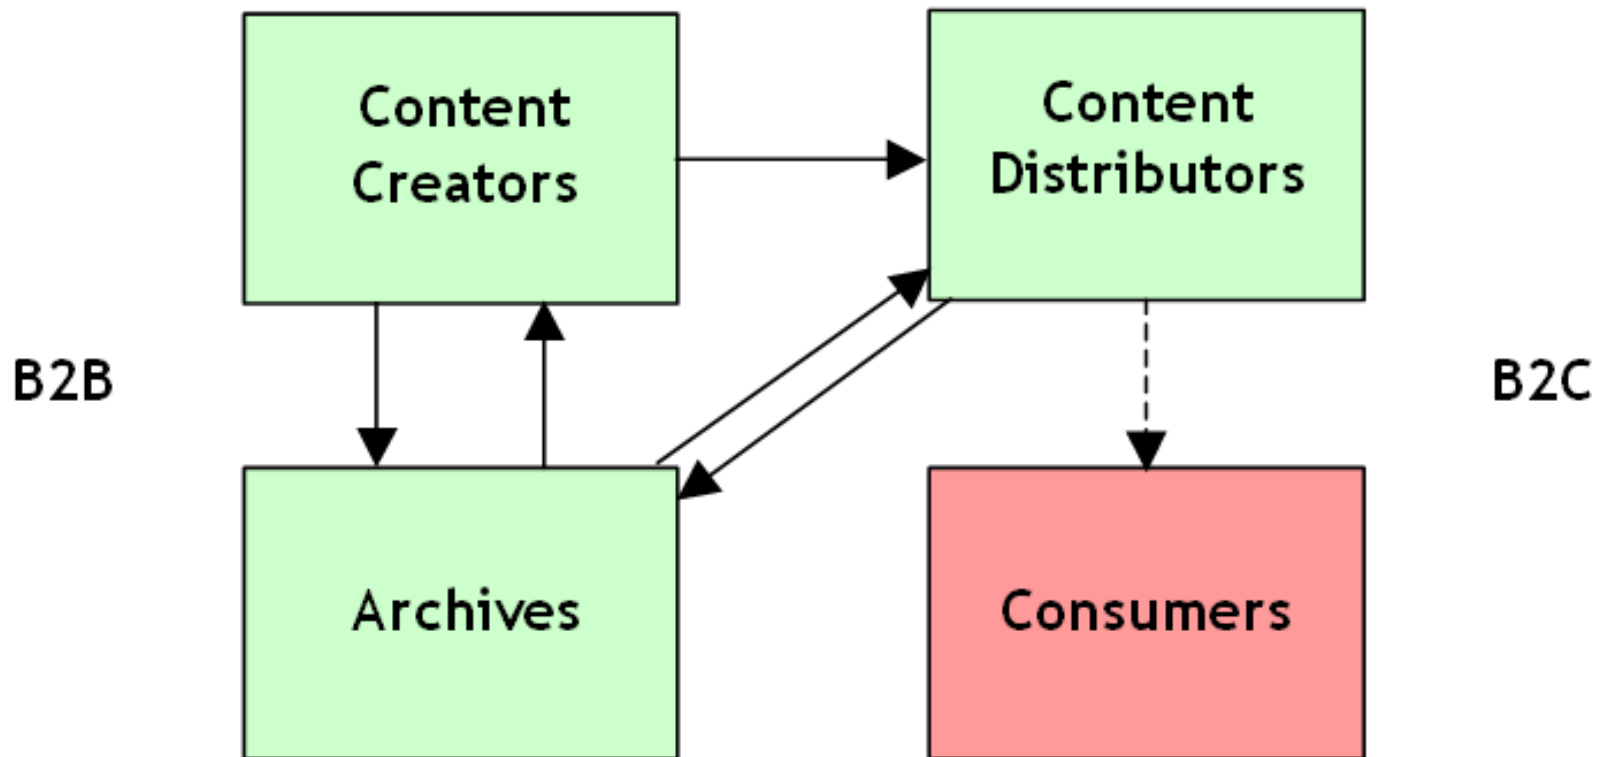 Content
Creators
Content
Distributors
B2B
B2C
Archives
Consumers